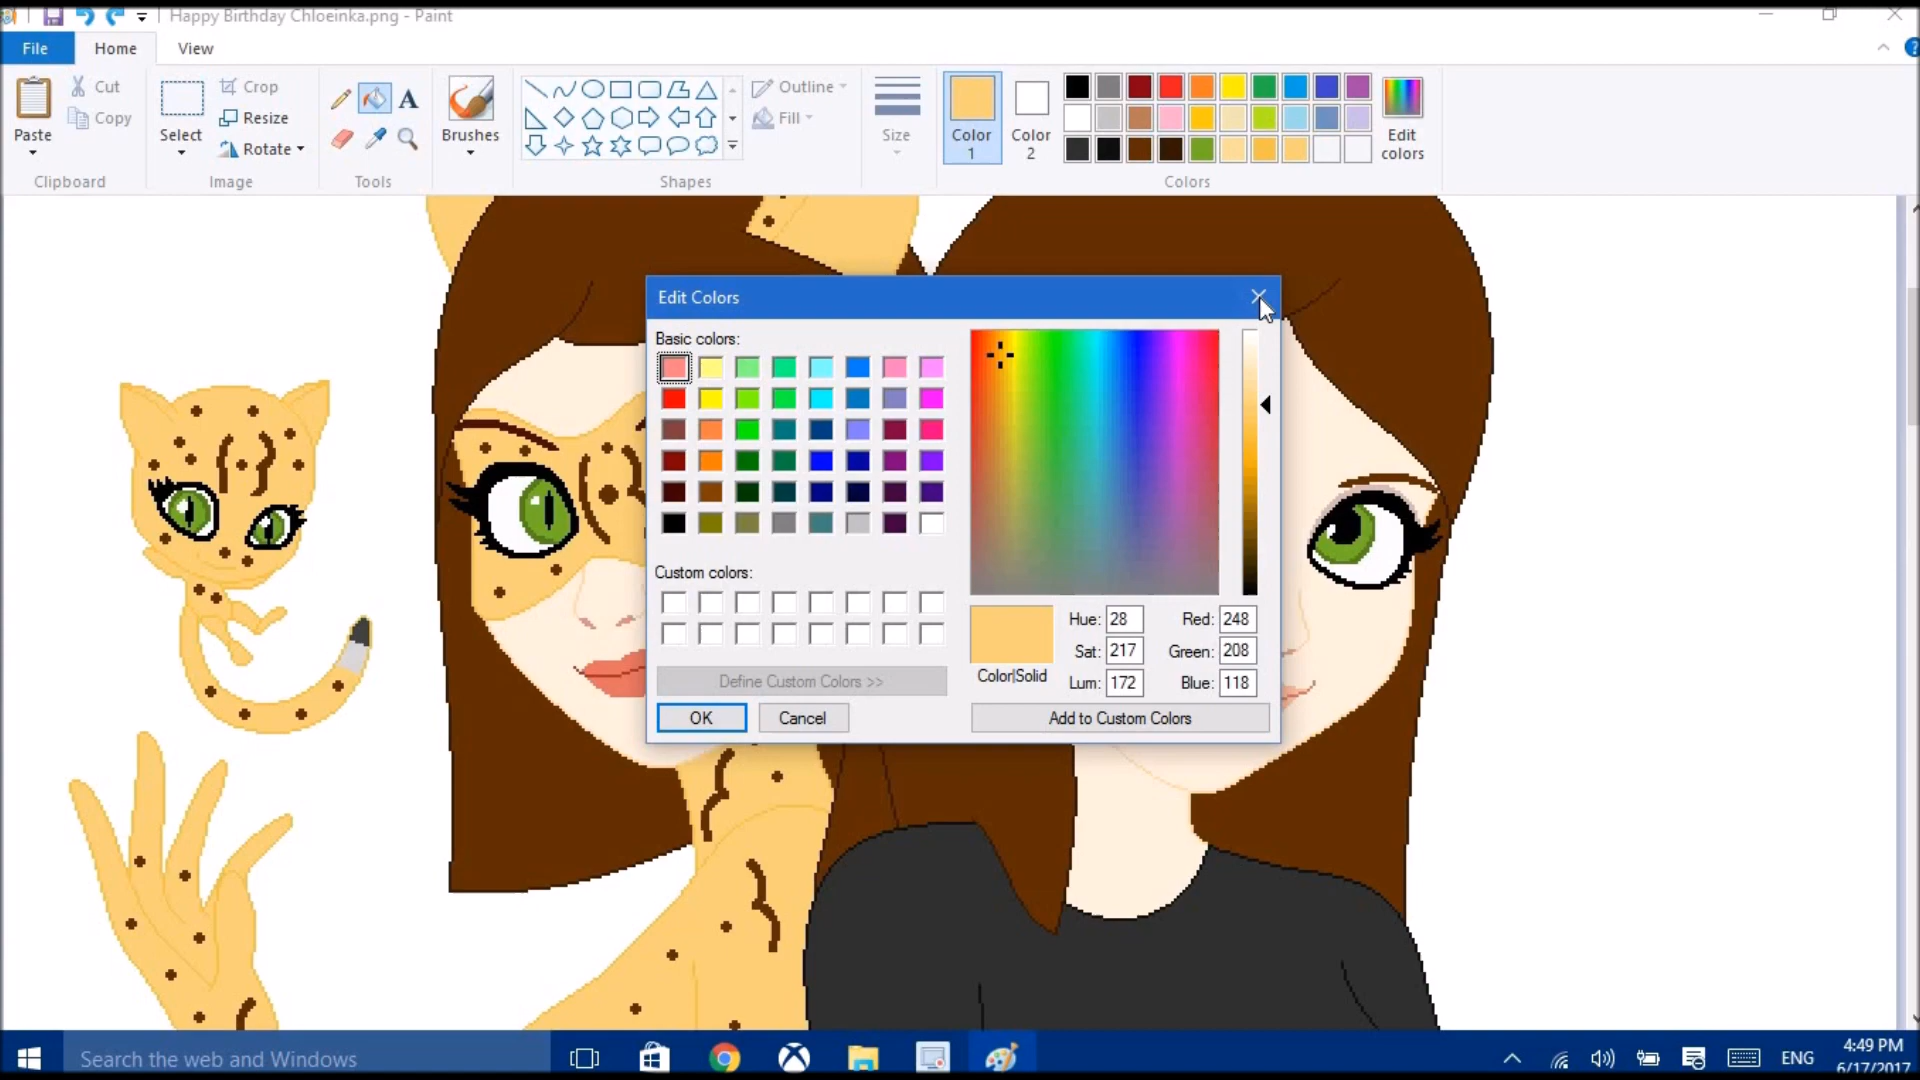 Happy Birthday Chloeinka.png - Paint
File Home View
Paste
Cut
Copy
Clipboard
Select
Crop
Resize
Rotate
Image
A
Tools
Brushes
Shapes
Outline
Fill
Size
Color 1
Color 2
Edit colors
Colors
Edit Colors
Basic colors:
Custom colors:
Define Custom Colors >>
OK Cancel
Color|Solid
Hue: 28
Sat: 217
Lum: 172
Red: 248
Green: 208
Blue: 118
Add to Custom Colors
Search the web and Windows
ENG
4:49 PM
6/17/2017